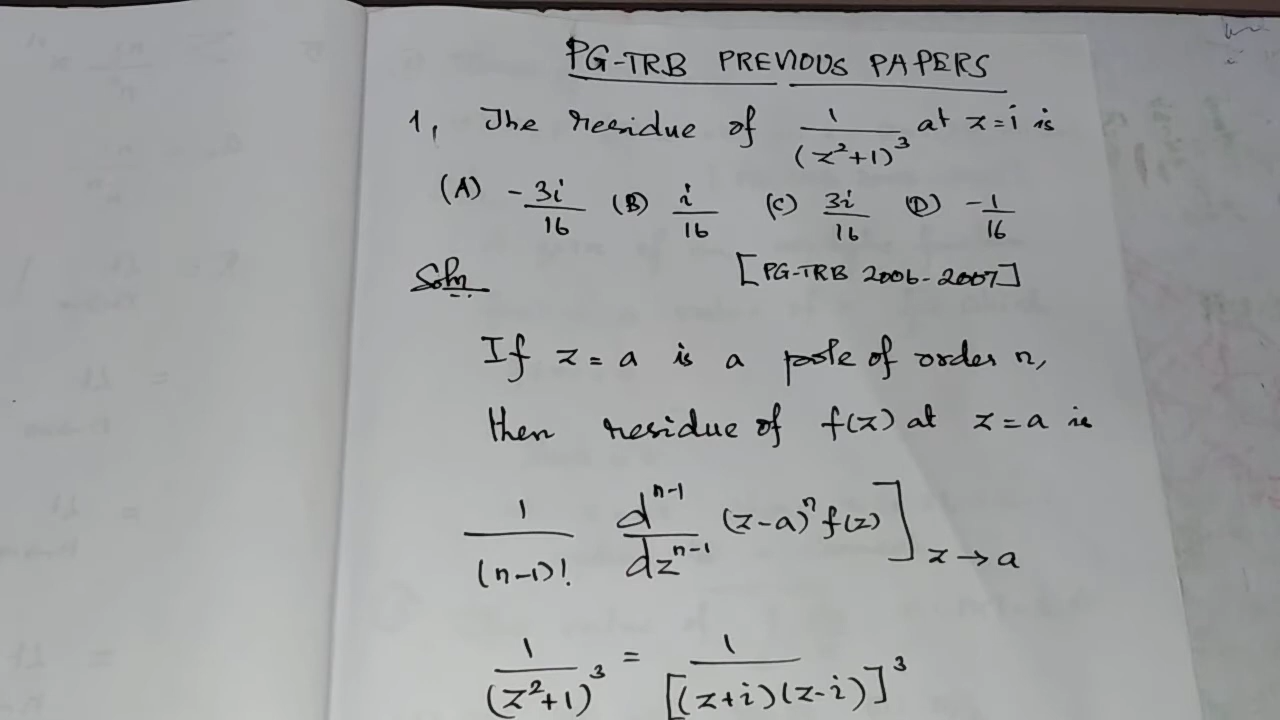 PG-TRB PREVIOUS PAPERS
1, The residue of 1/(z²+1)³ at z=i is
(A) -3i/16 (B) i/16 (C) 3i/16 (D) -1/16
Soln [PG-TRB 2006-2007]
If z = a is a pole of order n,
then residue of f(z) at z=a is
1/(n-1)! d^(n-1)/dz^(n-1) (z-a)^n f(z)] z→a
1/(z²+1)³ = 1/[(z+i)(z-i)]³